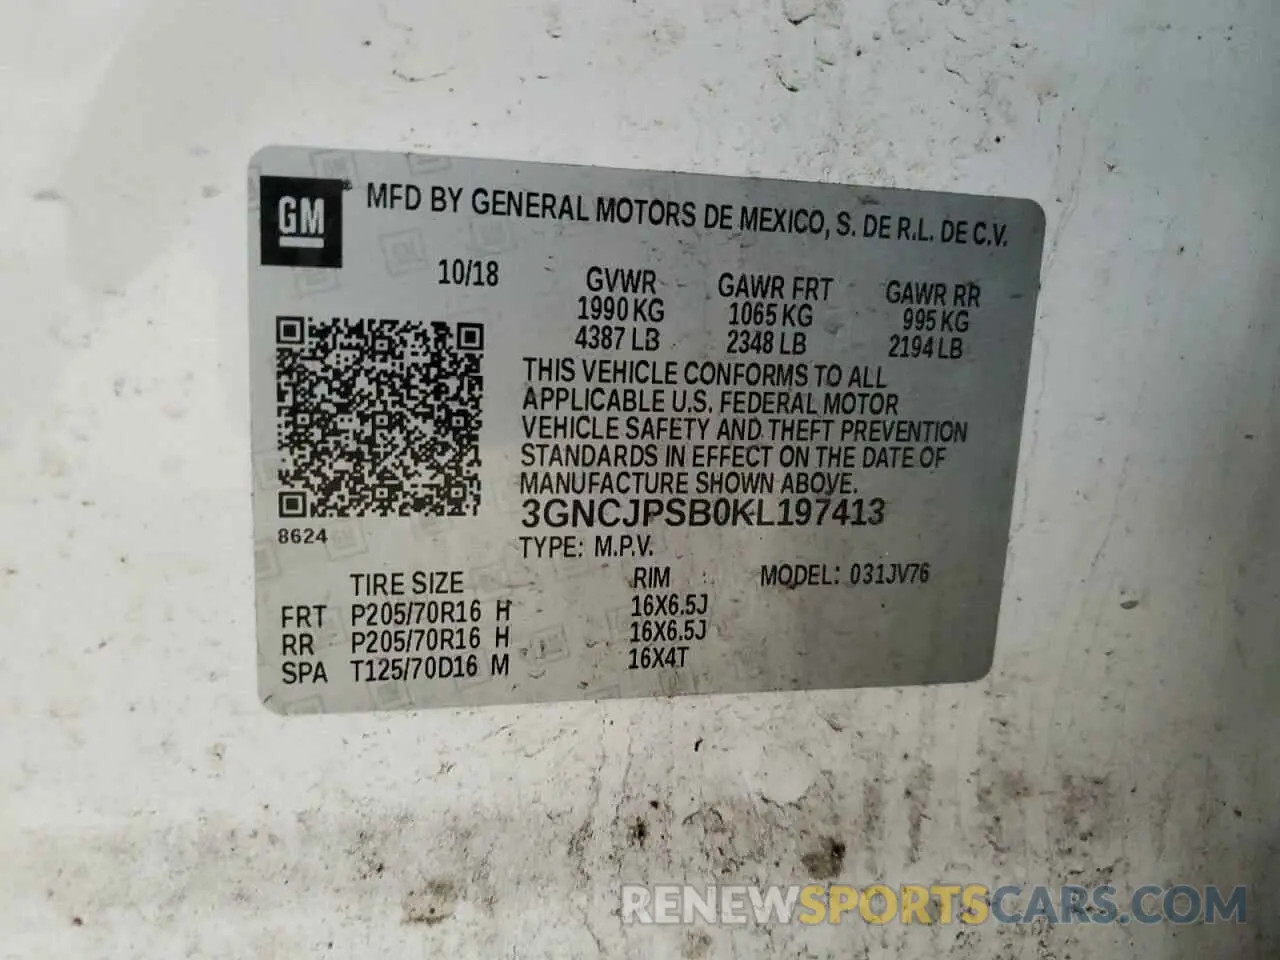 GM ® MFD BY GENERAL MOTORS DE MEXICO, S. DE R.L. DE C.V.
10/18 GVWR GAWR FRT GAWR RR
1990 KG 1065 KG 995 KG
4387 LB 2348 LB 2194 LB
THIS VEHICLE CONFORMS TO ALL
APPLICABLE U.S. FEDERAL MOTOR
VEHICLE SAFETY AND THEFT PREVENTION
STANDARDS IN EFFECT ON THE DATE OF
MANUFACTURE SHOWN ABOVE.
3GNCJPSB0KL197413
8624
TYPE: M.P.V.
TIRE SIZE RIM MODEL: 031JV76
FRT P205/70R16 H 16X6.5J
RR P205/70R16 H 16X6.5J
SPA T125/70D16 M 16X4T
RENEWSPORTSCARS.COM